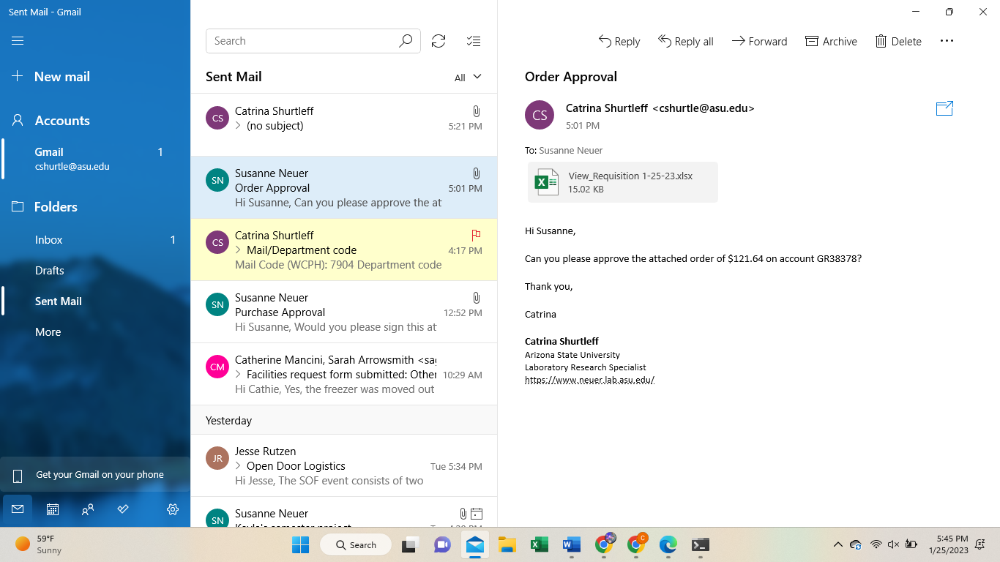 Sent Mail - Gmail
New mail
Accounts
Gmail 1
cshurtle@asu.edu
Folders
Inbox 1
Drafts
Sent Mail
More
Get your Gmail on your phone
Search
Sent Mail
All
CS
Catrina Shurtleff
(no subject)
5:21 PM
SN
Susanne Neuer
Order Approval
5:01 PM
Hi Susanne, Can you please approve the at
CS
Catrina Shurtleff
Mail/Department code
4:17 PM
Mail Code (WCPH): 7904 Department code
SN
Susanne Neuer
Purchase Approval
12:52 PM
Hi Susanne, Would you please sign this at
CM
Catherine Mancini, Sarah Arrowsmith <sag
Facilities request form submitted: Other
10:29 AM
Hi Cathie, Yes, the freezer was moved out
Yesterday
JR
Jesse Rutzen
Open Door Logistics
Tue 5:34 PM
Hi Jesse, The SOF event consists of two
SN
Susanne Neuer
Kayla's semester project
Reply
Reply all
Forward
Archive
Delete
Order Approval
CS
Catrina Shurtleff <cshurtle@asu.edu>
5:01 PM
To: Susanne Neuer
View_Requisition 1-25-23.xlsx
15.02 KB
Hi Susanne,
Can you please approve the attached order of $121.64 on account GR38378?
Thank you,
Catrina
Catrina Shurtleff
Arizona State University
Laboratory Research Specialist
https://www.neuer.lab.asu.edu/
59°F
Sunny
Search
5:45 PM
1/25/2023